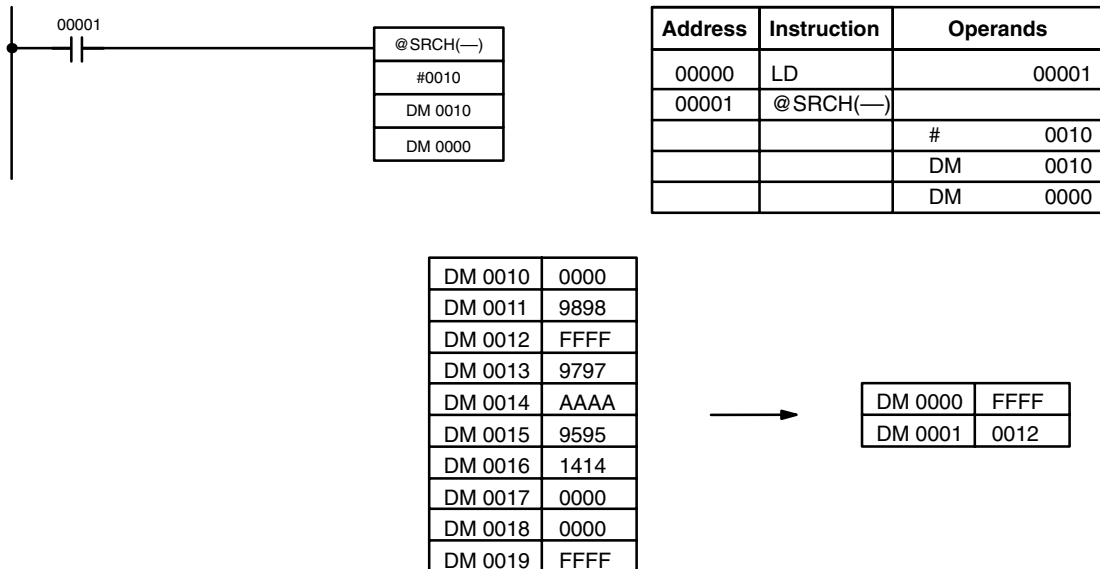 00001
@SRCH(––)
#0010
DM 0010
DM 0000
Address Instruction Operands
00000 LD 00001
00001 @SRCH(––)
# 0010
DM 0010
DM 0000
DM 0010 0000
DM 0011 9898
DM 0012 FFFF
DM 0013 9797
DM 0014 AAAA
DM 0015 9595
DM 0016 1414
DM 0017 0000
DM 0018 0000
DM 0019 FFFF
DM 0000 FFFF
DM 0001 0012